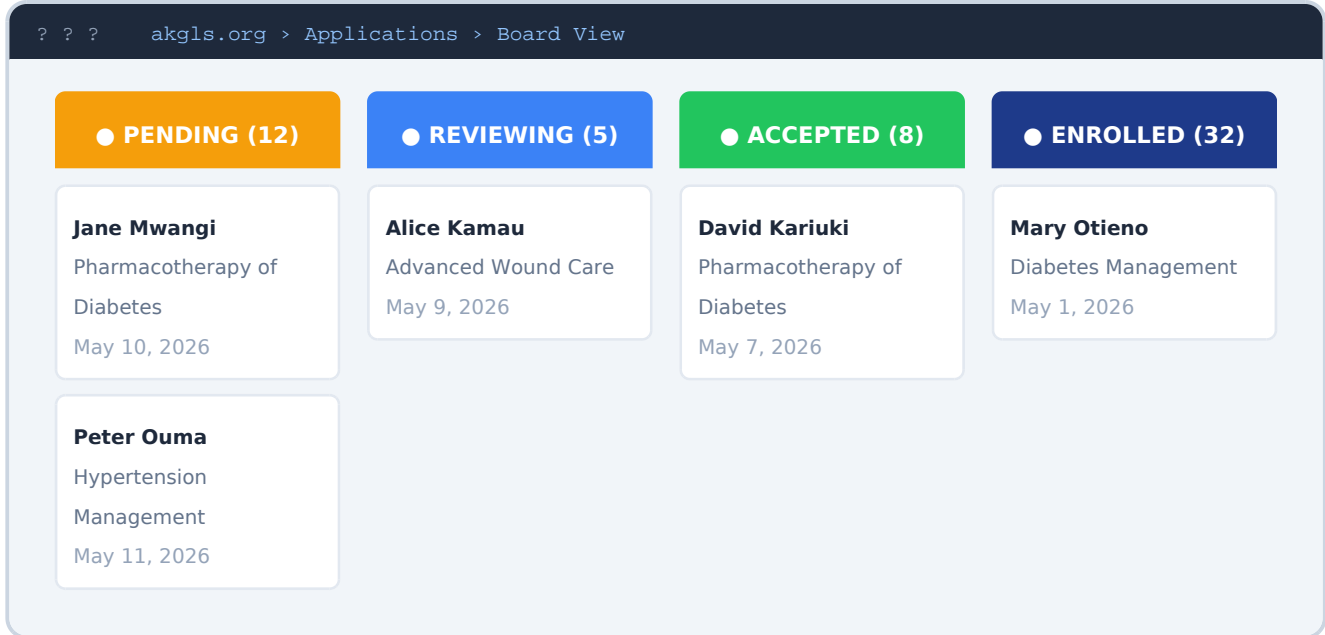 ? ? ? akgls.org › Applications › Board View
● PENDING (12)
Jane Mwangi
Pharmacotherapy of
Diabetes
May 10, 2026
Peter Ouma
Hypertension
Management
May 11, 2026
● REVIEWING (5)
Alice Kamau
Advanced Wound Care
May 9, 2026
● ACCEPTED (8)
David Kariuki
Pharmacotherapy of
Diabetes
May 7, 2026
● ENROLLED (32)
Mary Otieno
Diabetes Management
May 1, 2026